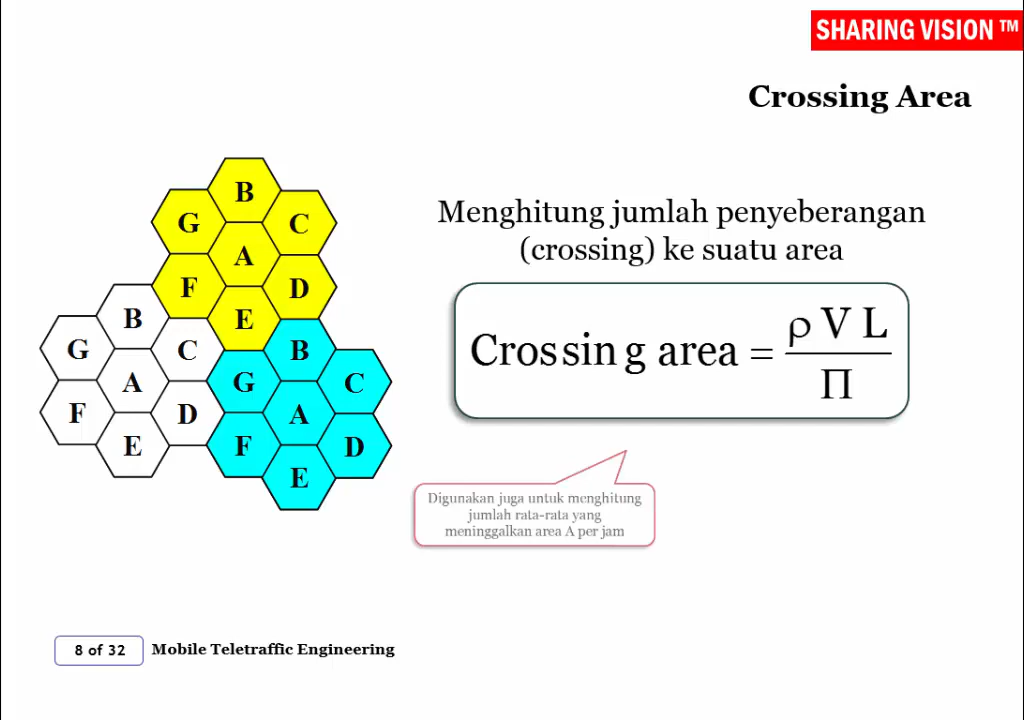 SHARING VISION ™
Crossing Area
B
G
C
A
F
D
E
B
G
C
A
F
D
E
B
G
C
A
F
D
E
Menghitung jumlah penyeberangan
(crossing) ke suatu area
Crossing area = ρ V L / Π
Digunakan juga untuk menghitung
jumlah rata-rata yang
meninggalkan area A per jam
8 of 32
Mobile Teletraffic Engineering